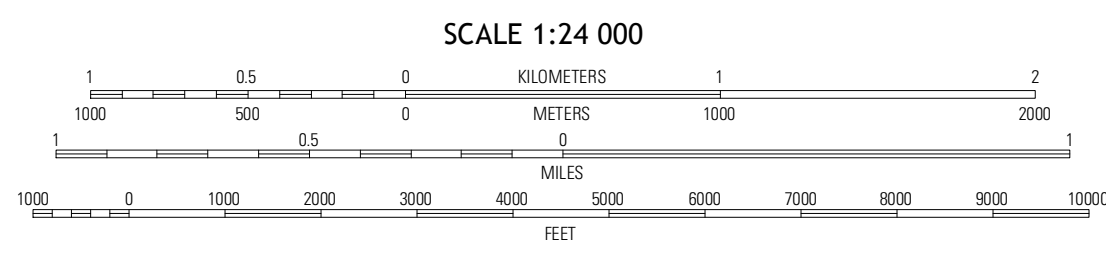 SCALE 1:24 000
1 0.5 0 KILOMETERS 1 2
1000 500 0 METERS 1000 2000
1 0.5 0 1
MILES
1000 0 1000 2000 3000 4000 5000 6000 7000 8000 9000 10000
FEET